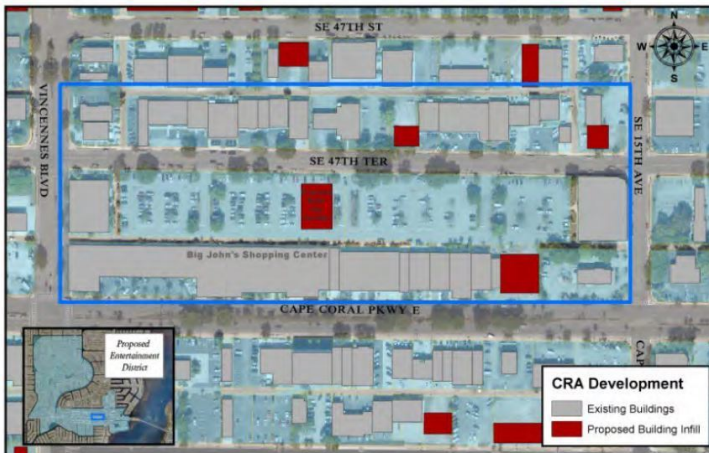 SE 47TH ST
N
W E
S
VINCENNES BLVD
SE 15TH AVE
SE 47TH TER
Big John's Shopping Center
CAPE CORAL PKWY E
CAP
Proposed
Entertainment
District
CRA Development
Existing Buildings
Proposed Building Infill